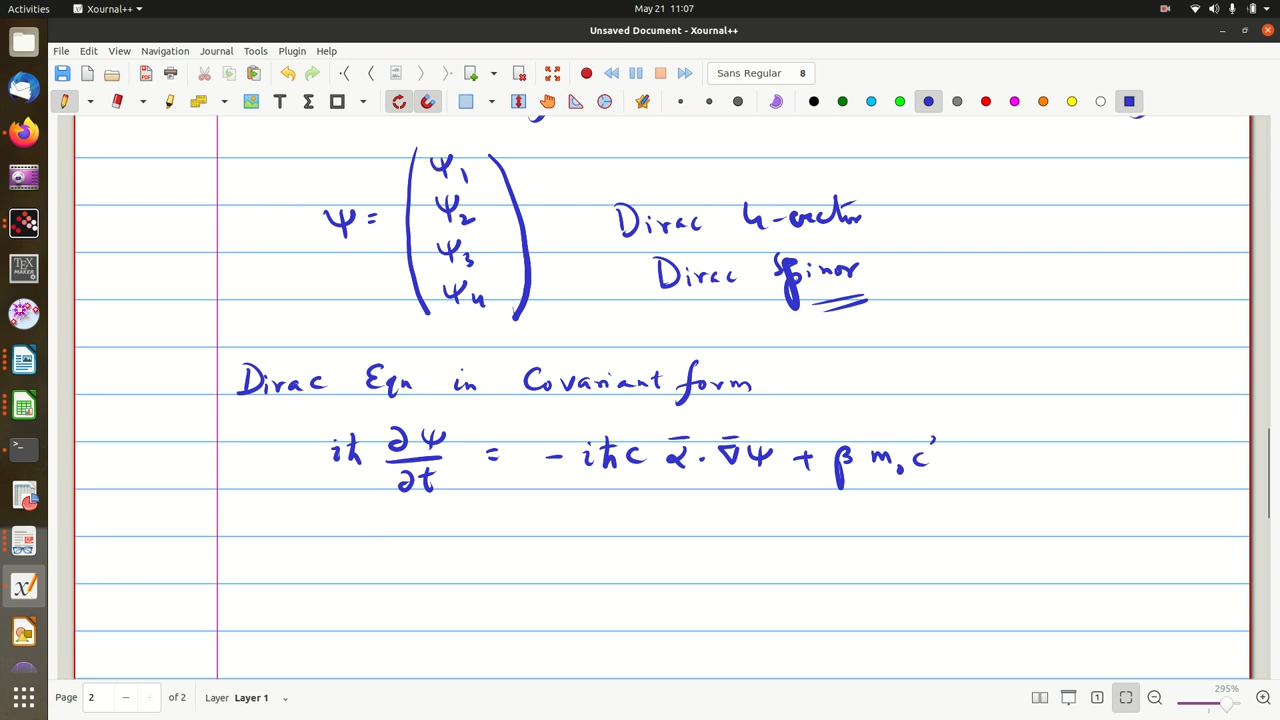 Activities Xournal++ May 21 11:07
Unsaved Document - Xournal++
File Edit View Navigation Journal Tools Plugin Help
Sans Regular 8
ψ = (ψ1 ψ2 ψ3 ψ4)
Dirac 4-vector
Dirac Spinor
Dirac Eqn in Covariant form
iħ ∂ψ/∂t = - iħc ᾱ · ∇̄ψ + β m₀c'
Page 2 of 2 Layer Layer 1 295%